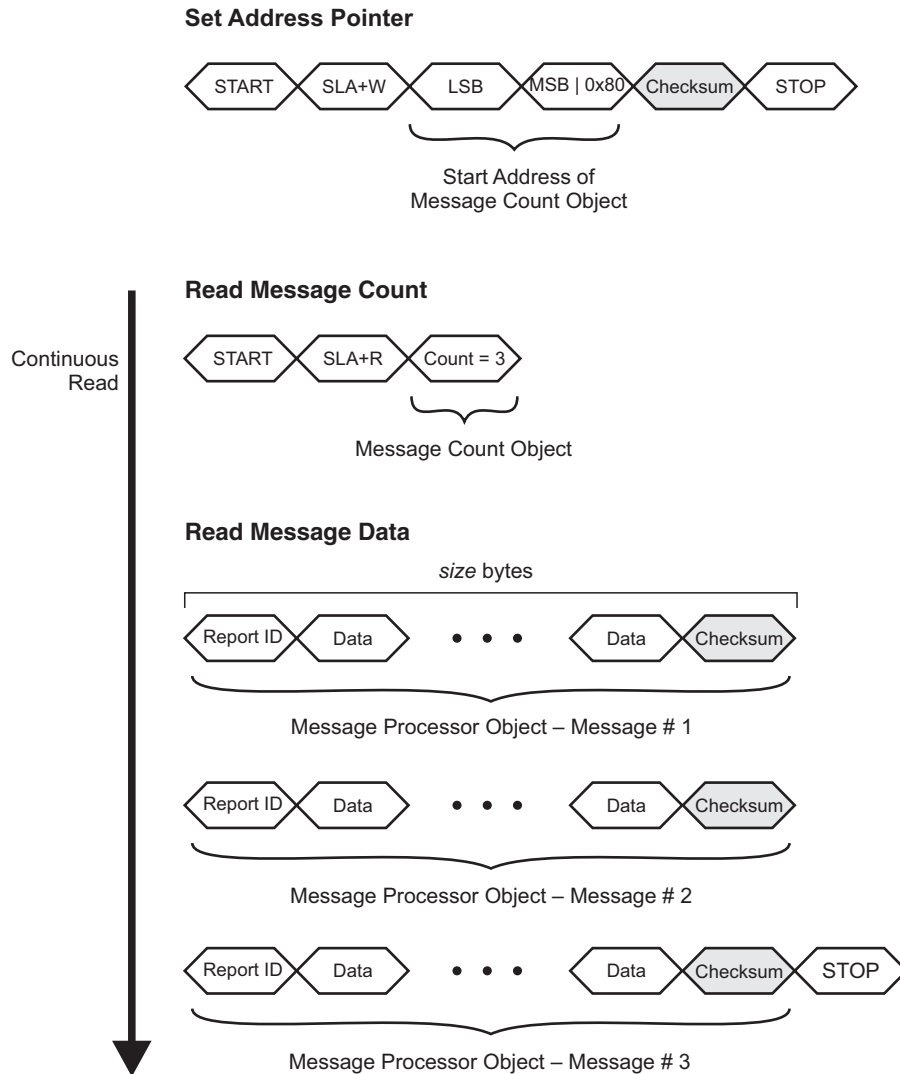 Set Address Pointer
START SLA+W LSB MSB | 0x80 Checksum STOP
Start Address of
Message Count Object
Read Message Count
Continuous
Read
START SLA+R Count = 3
Message Count Object
Read Message Data
size bytes
Report ID Data • • • Data Checksum
Message Processor Object – Message # 1
Report ID Data • • • Data Checksum
Message Processor Object – Message # 2
Report ID Data • • • Data Checksum STOP
Message Processor Object – Message # 3